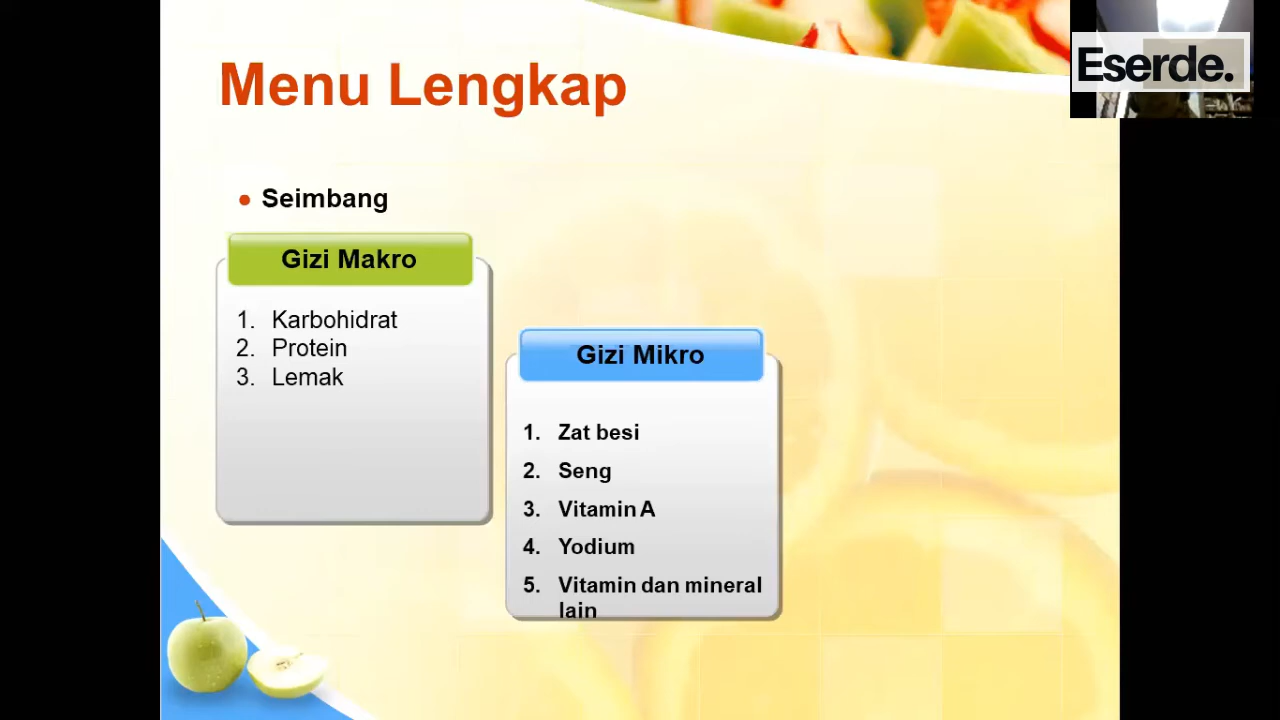 Menu Lengkap
Eserde.
• Seimbang
Gizi Makro
1. Karbohidrat
2. Protein
3. Lemak
Gizi Mikro
1. Zat besi
2. Seng
3. Vitamin A
4. Yodium
5. Vitamin dan mineral
lain